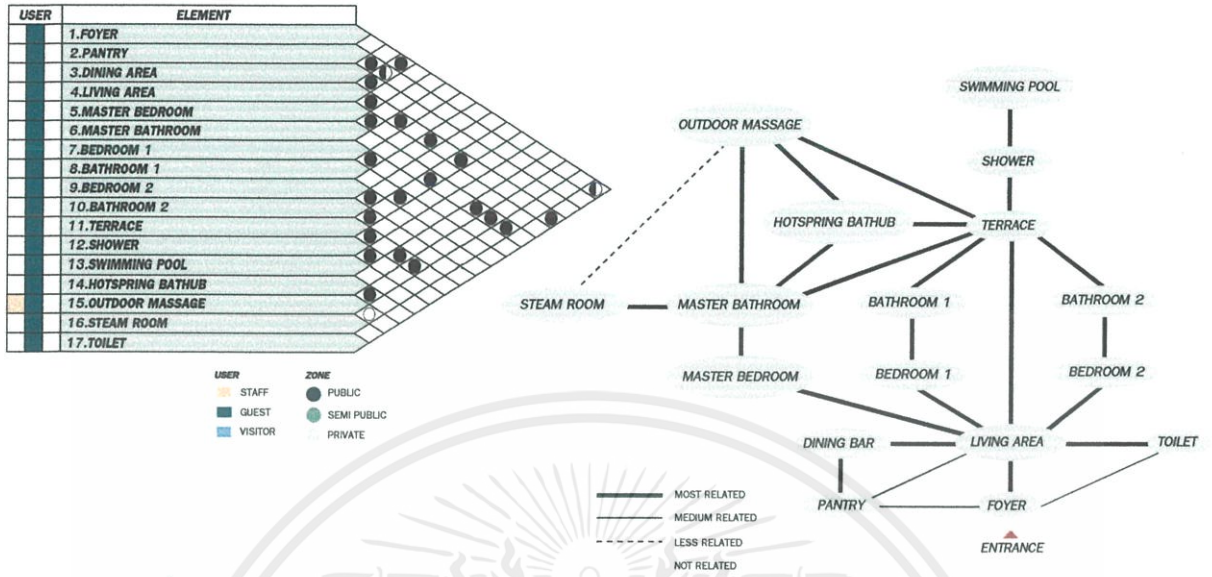 USER ELEMENT
1.FOYER
2.PANTRY
3.DINING AREA
4.LIVING AREA
5.MASTER BEDROOM
6.MASTER BATHROOM
7.BEDROOM 1
8.BATHROOM 1
9.BEDROOM 2
10.BATHROOM 2
11.TERRACE
12.SHOWER
13.SWIMMING POOL
14.HOTSPRING BATHUB
15.OUTDOOR MASSAGE
16.STEAM ROOM
17.TOILET
USER
STAFF
GUEST
VISITOR
ZONE
PUBLIC
SEMI PUBLIC
PRIVATE
SWIMMING POOL
OUTDOOR MASSAGE
SHOWER
HOTSPRING BATHUB
TERRACE
STEAM ROOM
MASTER BATHROOM
BATHROOM 1
BATHROOM 2
MASTER BEDROOM
BEDROOM 1
BEDROOM 2
DINING BAR
LIVING AREA
TOILET
PANTRY
FOYER
ENTRANCE
MOST RELATED
MEDIUM RELATED
LESS RELATED
NOT RELATED